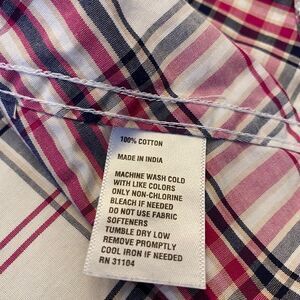 100% COTTON
MADE IN INDIA
MACHINE WASH COLD
WITH LIKE COLORS
ONLY NON-CHLORINE
BLEACH IF NEEDED
DO NOT USE FABRIC
SOFTENERS
TUMBLE DRY LOW
REMOVE PROMPTLY
COOL IRON IF NEEDED
RN 31104